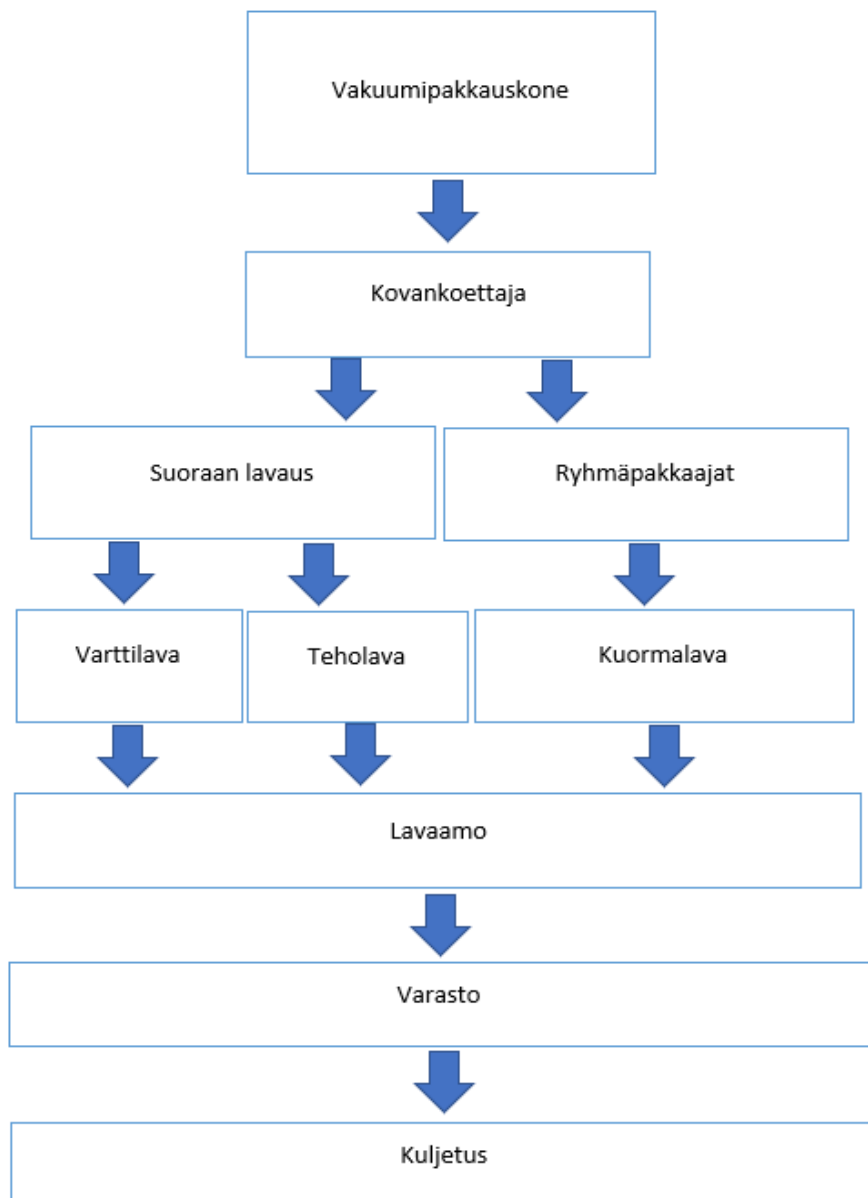 Vakuumipakkauskone
Kovankoettaja
Suoraan lavaus
Ryhmäpakkaajat
Varttilava
Teholava
Kuormalava
Lavaamo
Varasto
Kuljetus